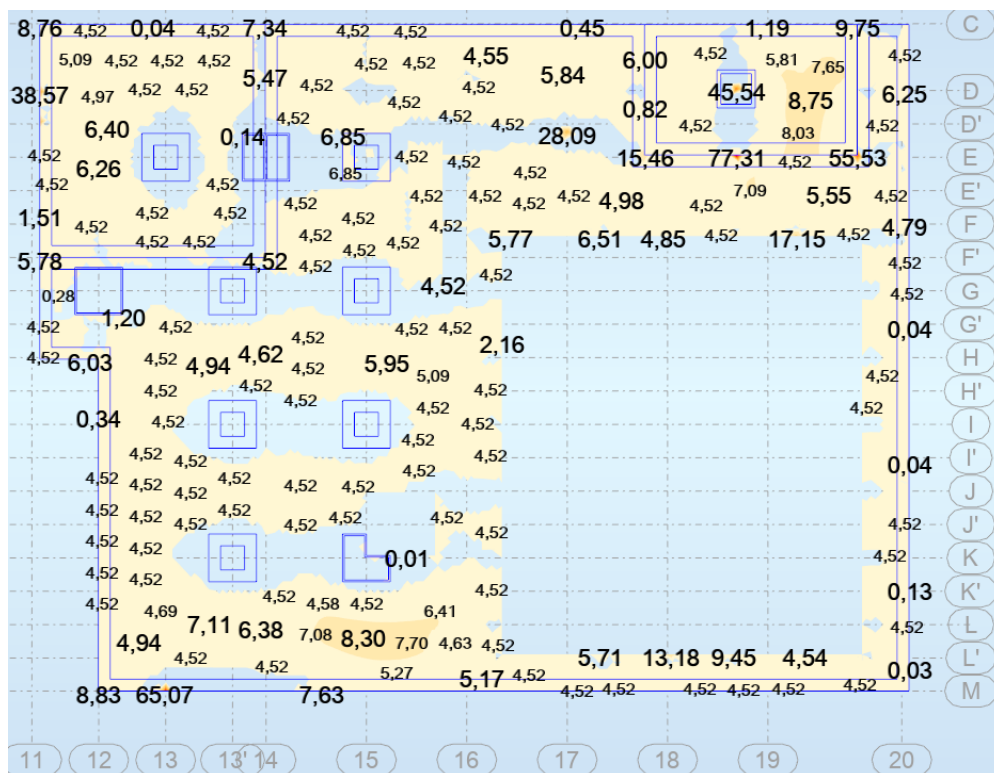 8,76 4,52 0,04 4,52 7,34 4,52 4,52 0,45 1,19 9,75 C
5,09 4,52 4,52 4,52 4,52 4,52 4,55 6,00 4,52 5,81 7,65 4,52
5,47 4,52 4,52 5,84
38,57 4,97 4,52 4,52 4,52 0,82 45,54 8,75 6,25 D
6,40 0,14 4,52 6,85 4,52 4,52 28,09 4,52 8,03 4,52 D'
4,52 6,26 6,85 4,52 4,52 4,52 15,46 77,31 4,52 55,53 E
4,52 4,52 4,52 4,52 4,52 4,52 4,52 4,98 4,52 7,09 5,55 4,52 E'
1,51 4,52 4,52 4,52 4,52 4,52 4,79 F
4,52 4,52 4,52 4,52 4,52 5,77 6,51 4,85 4,52 17,15 4,52
5,78 4,52 4,52 4,52 4,52 F'
0,28 4,52 4,52 G
1,20 4,52 4,52 4,52 4,52 4,52 0,04 G'
4,52 6,03 4,52 4,94 4,62 4,52 5,95 2,16 H
4,52 4,52 4,52 4,52 5,09 4,52 4,52 H'
0,34 4,52 4,52 4,52 4,52 I
4,52 4,52 4,52 4,52 0,04 I'
4,52 4,52 4,52 4,52 4,52 4,52 J
4,52 4,52 4,52 4,52 4,52 4,52 4,52 4,52 4,52 J'
4,52 4,52 0,01 4,52 K
4,52 4,52 4,52 0,13 K'
4,52 4,69 4,52 4,58 4,52 6,41
4,94 7,11 6,38 7,08 8,30 7,70 4,63 4,52 4,52 L
4,52 4,52 5,27 5,71 13,18 9,45 4,54 L'
5,17 4,52 0,03
8,83 65,07 7,63 4,52 4,52 4,52 4,52 4,52 4,52 M
11 12 13 13' 14 15 16 17 18 19 20